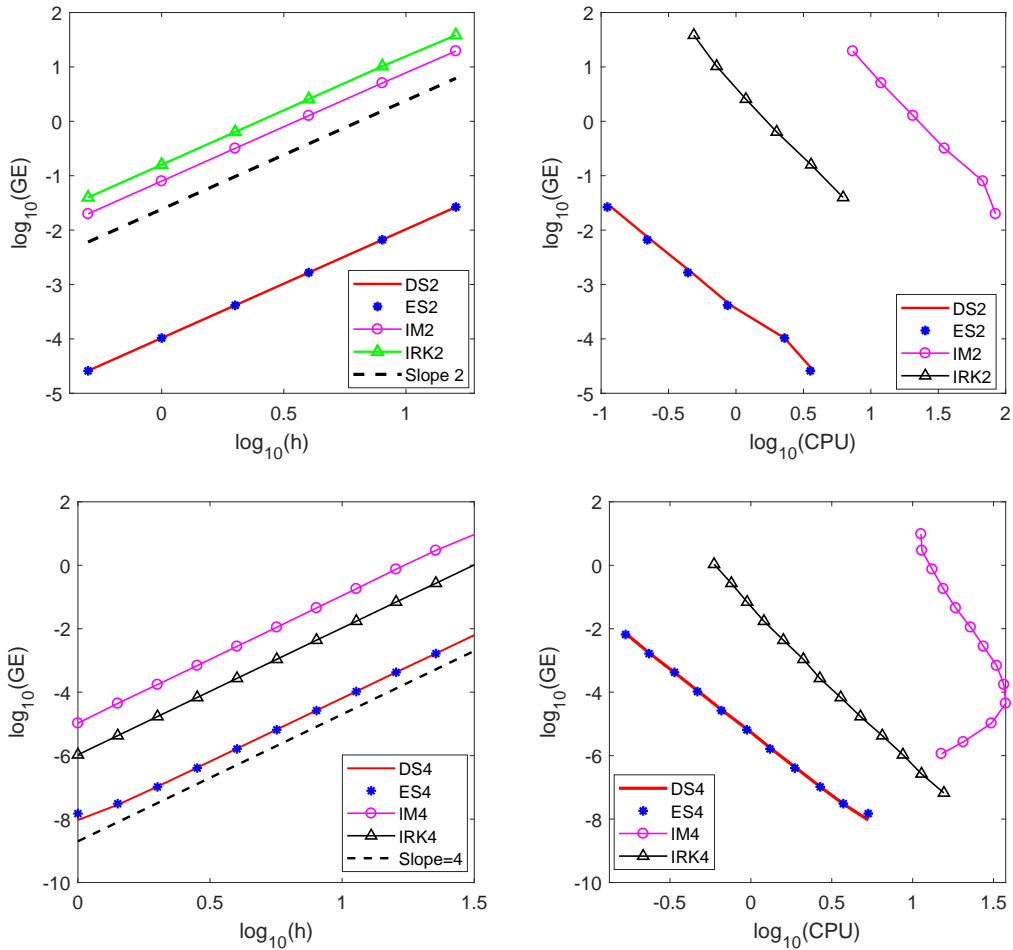 2
1
0
-1
-2
-3
-4
-5
0
0.5
1
log10(h)
log10(GE)
DS2
ES2
IM2
IRK2
Slope 2
2
1
0
-1
-2
-3
-4
-5
-1
-0.5
0
0.5
1
1.5
2
log10(CPU)
log10(GE)
DS2
ES2
IM2
IRK2
2
0
-2
-4
-6
-8
-10
0
0.5
1
1.5
log10(h)
log10(GE)
DS4
ES4
IM4
IRK4
Slope=4
2
0
-2
-4
-6
-8
-10
-0.5
0
0.5
1
1.5
log10(CPU)
log10(GE)
DS4
ES4
IM4
IRK4